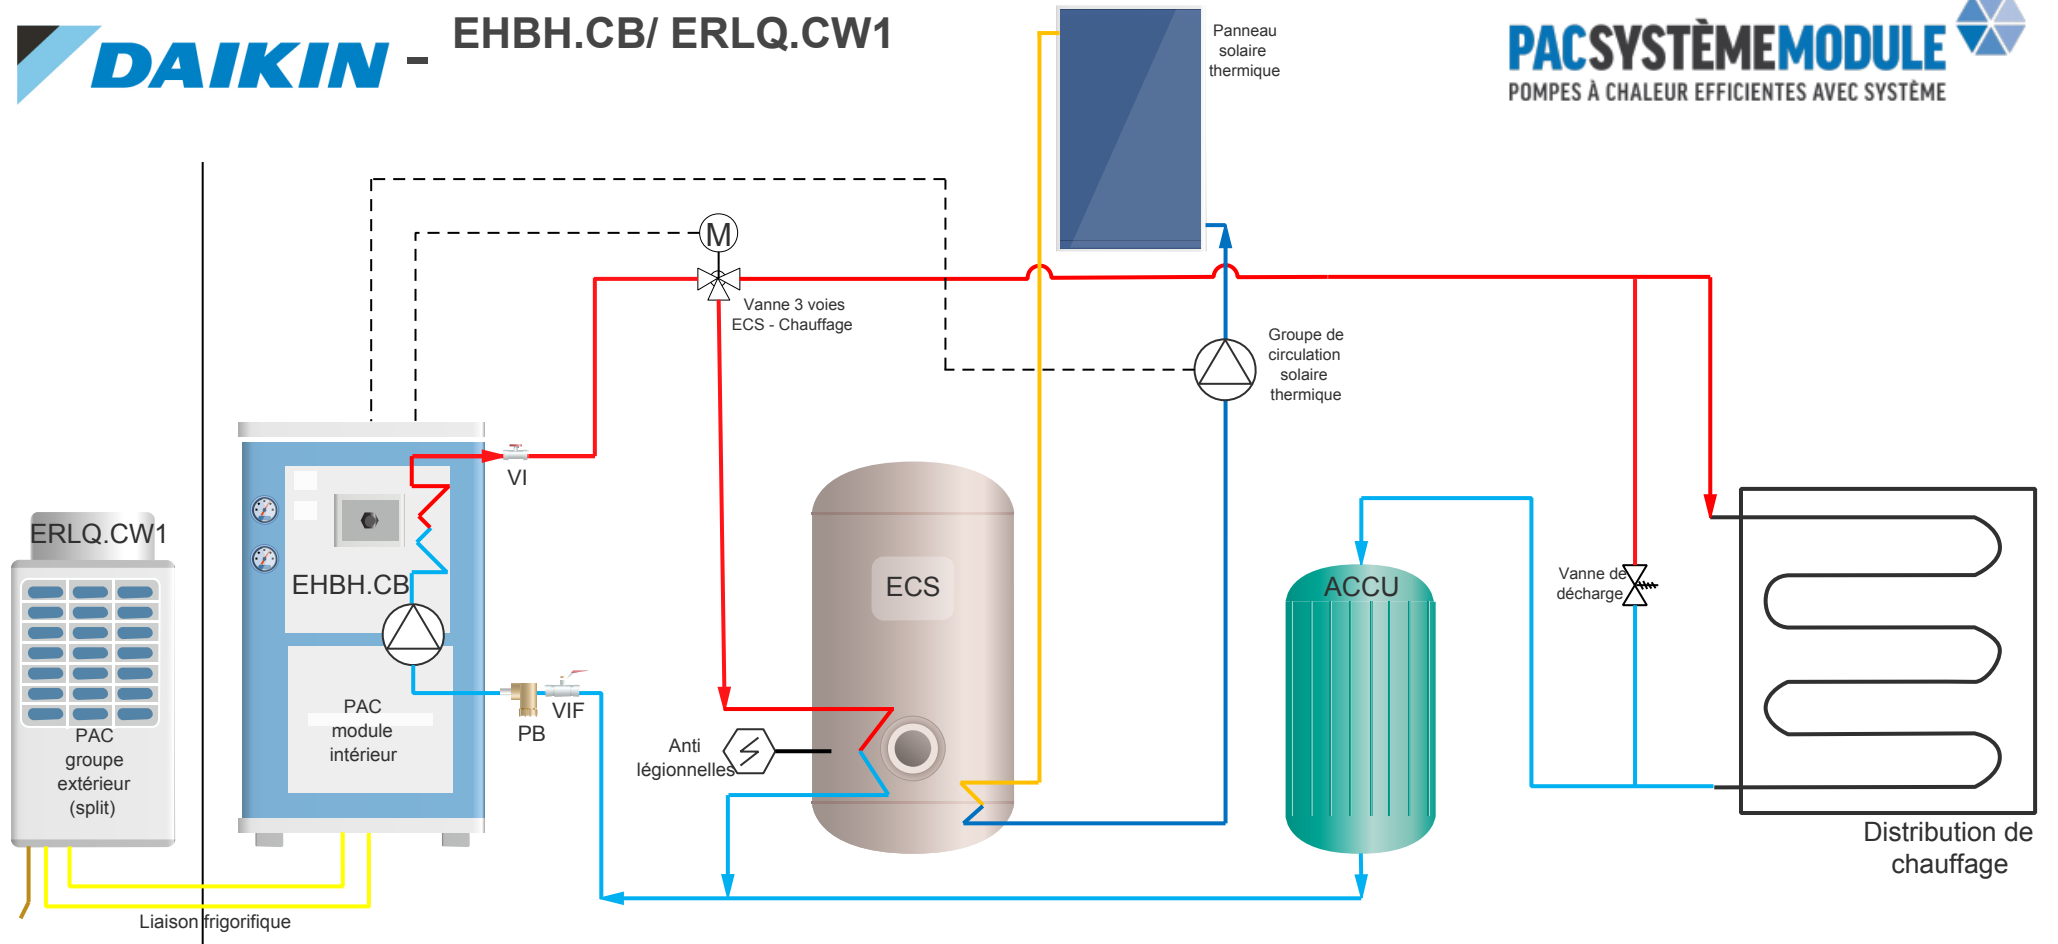 DAIKIN - EHBH.CB/ ERLQ.CW1
PACSYSTÈMEMODULE
POMPES À CHALEUR EFFICIENTES AVEC SYSTÈME
Panneau
solaire
thermique
M
Vanne 3 voies
ECS - Chauffage
Groupe de
circulation
solaire
thermique
VI
ERLQ.CW1
EHBH.CB
ECS
ACCU
Vanne de
décharge
PAC
module
intérieur
PB
VIF
Anti
légionnelles
PAC
groupe
extérieur
(split)
Distribution de
chauffage
Liaison frigorifique